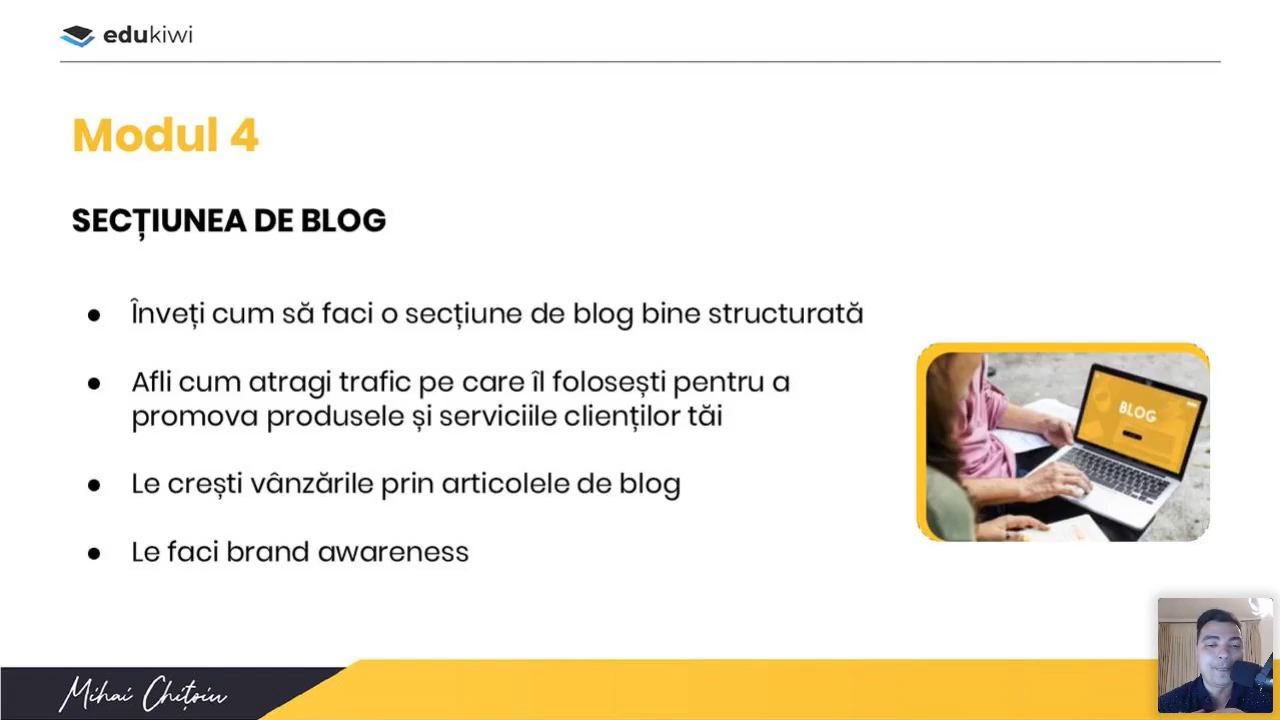 edukiwi
Modul 4
SECȚIUNEA DE BLOG
● Înveți cum să faci o secțiune de blog bine structurată
● Afli cum atragi trafic pe care îl folosești pentru a
promova produsele și serviciile clienților tăi
● Le crești vânzările prin articolele de blog
● Le faci brand awareness
BLOG
Mihai Chițoiu